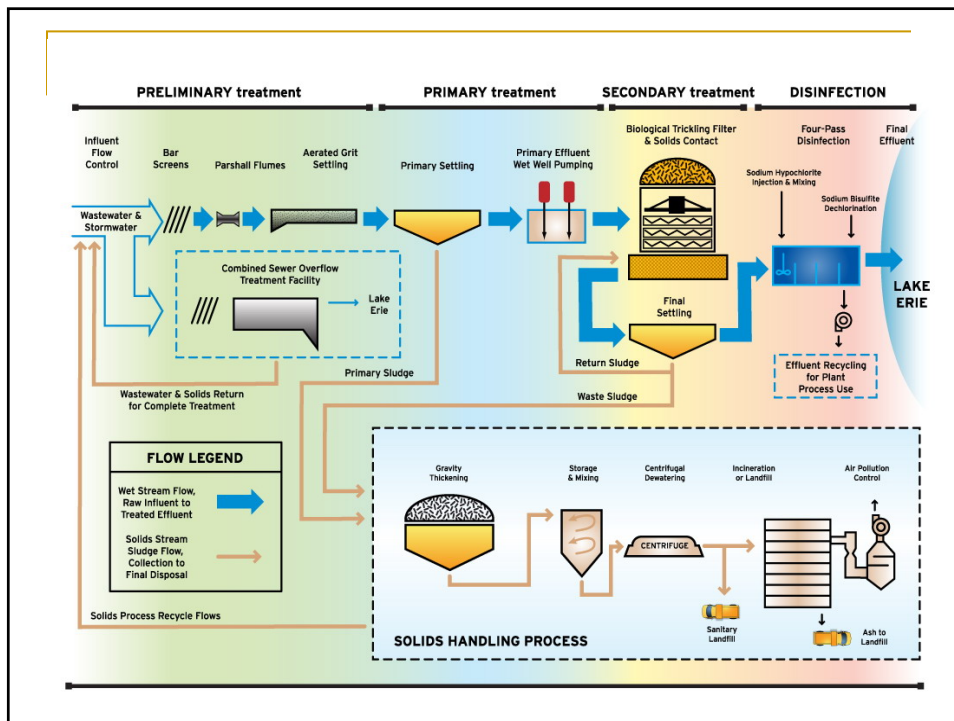 PRELIMINARY treatment
PRIMARY treatment
SECONDARY treatment
DISINFECTION
Influent
Flow
Control
Bar
Screens
Parshall Flumes
Aerated Grit
Settling
Primary Settling
Primary Effluent
Wet Well Pumping
Biological Trickling Filter
& Solids Contact
Four-Pass
Disinfection
Final
Effluent
Sodium Hypochlorite
Injection & Mixing
Sodium Bisulfite
Dechlorination
Wastewater &
Stormwater
Combined Sewer Overflow
Treatment Facility
Lake
Erie
LAKE
ERIE
Final
Settling
Primary Sludge
Return Sludge
Waste Sludge
Effluent Recycling
for Plant
Process Use
Wastewater & Solids Return
for Complete Treatment
FLOW LEGEND
Wet Stream Flow,
Raw Influent to
Treated Effluent
Solids Stream
Sludge Flow,
Collection to
Final Disposal
Solids Process Recycle Flows
Gravity
Thickening
Storage
& Mixing
Centrifugal
Dewatering
Incineration
or Landfill
Air Pollution
Control
CENTRIFUGE
Sanitary
Landfill
Ash to
Landfill
SOLIDS HANDLING PROCESS